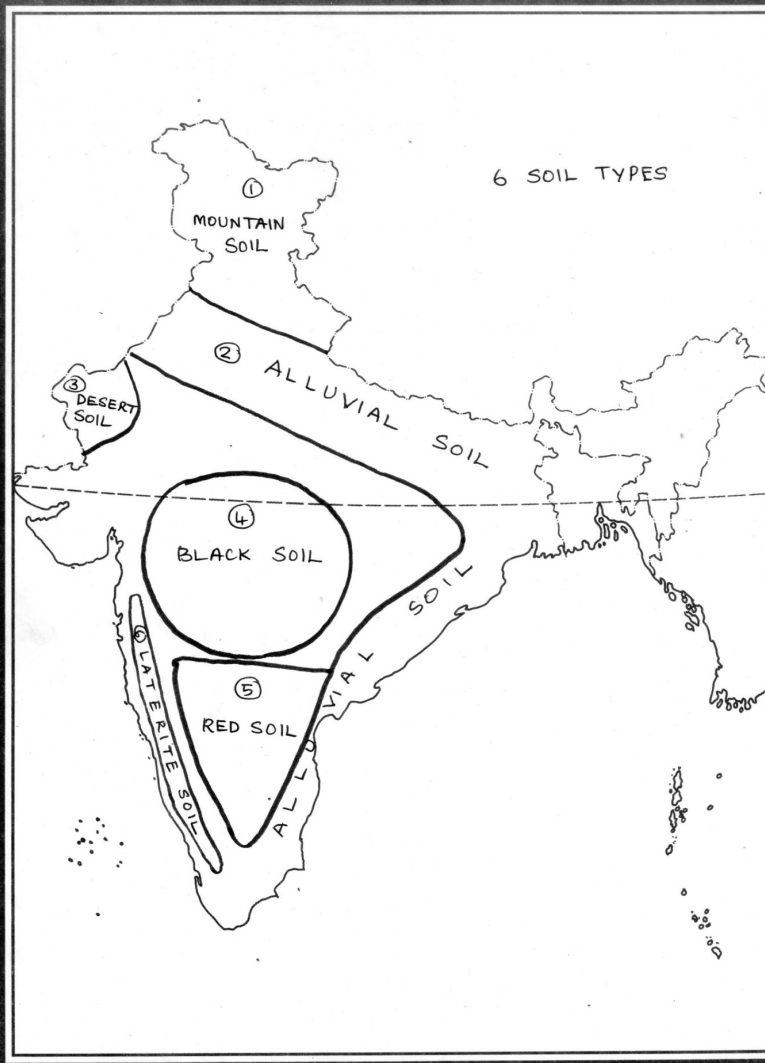 6 SOIL TYPES
①
MOUNTAIN
SOIL
② ALLUVIAL SOIL
③
DESERT
SOIL
④
BLACK SOIL
ALLUVIAL SOIL
⑤
RED SOIL
⑥ LATERITE SOIL